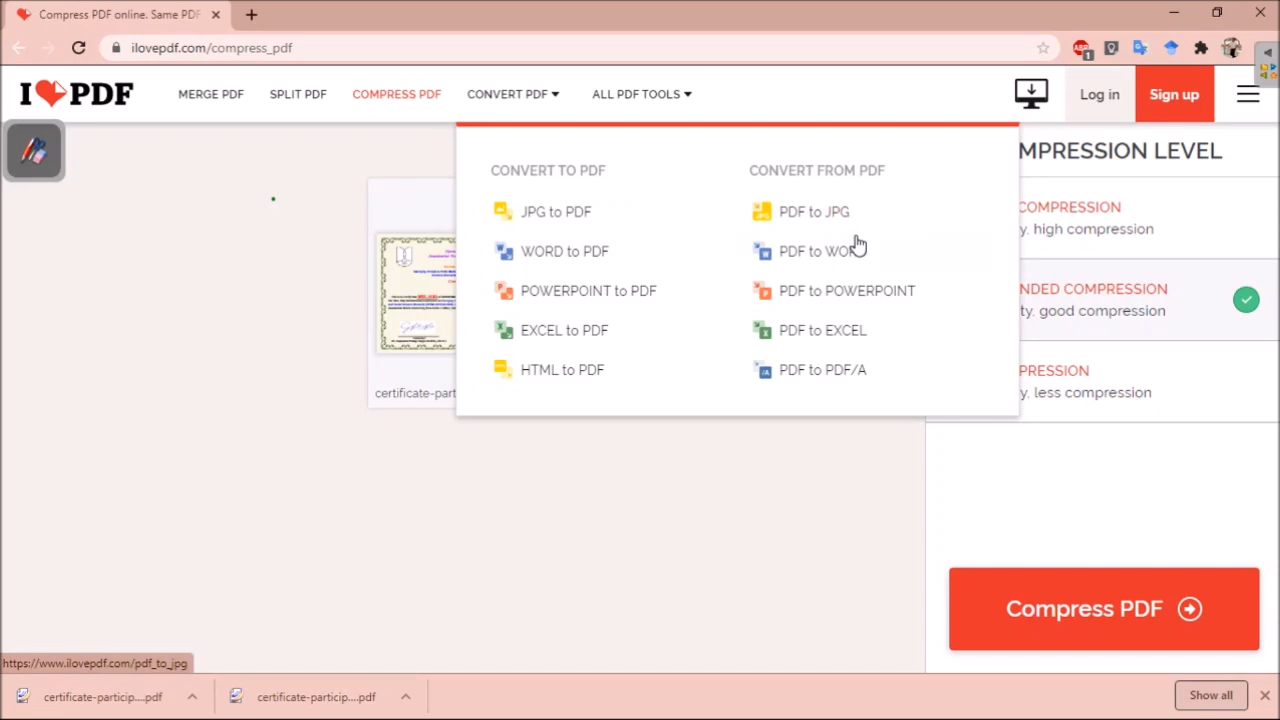 Compress PDF online. Same PDF
ilovepdf.com/compress_pdf
1
I PDF
MERGE PDF
SPLIT PDF
COMPRESS PDF
CONVERT PDF
ALL PDF TOOLS
Log in
Sign up
CONVERT TO PDF
JPG to PDF
WORD to PDF
POWERPOINT to PDF
EXCEL to PDF
HTML to PDF
CONVERT FROM PDF
PDF to JPG
PDF to WO
PDF to POWERPOINT
PDF to EXCEL
PDF to PDF/A
MPRESSION LEVEL
COMPRESSION
y, high compression
NDED COMPRESSION
ty, good compression
PRESSION
y, less compression
certificate-part
Compress PDF
https://www.ilovepdf.com/pdf_to_jpg
certificate-particip....pdf
certificate-particip....pdf
Show all